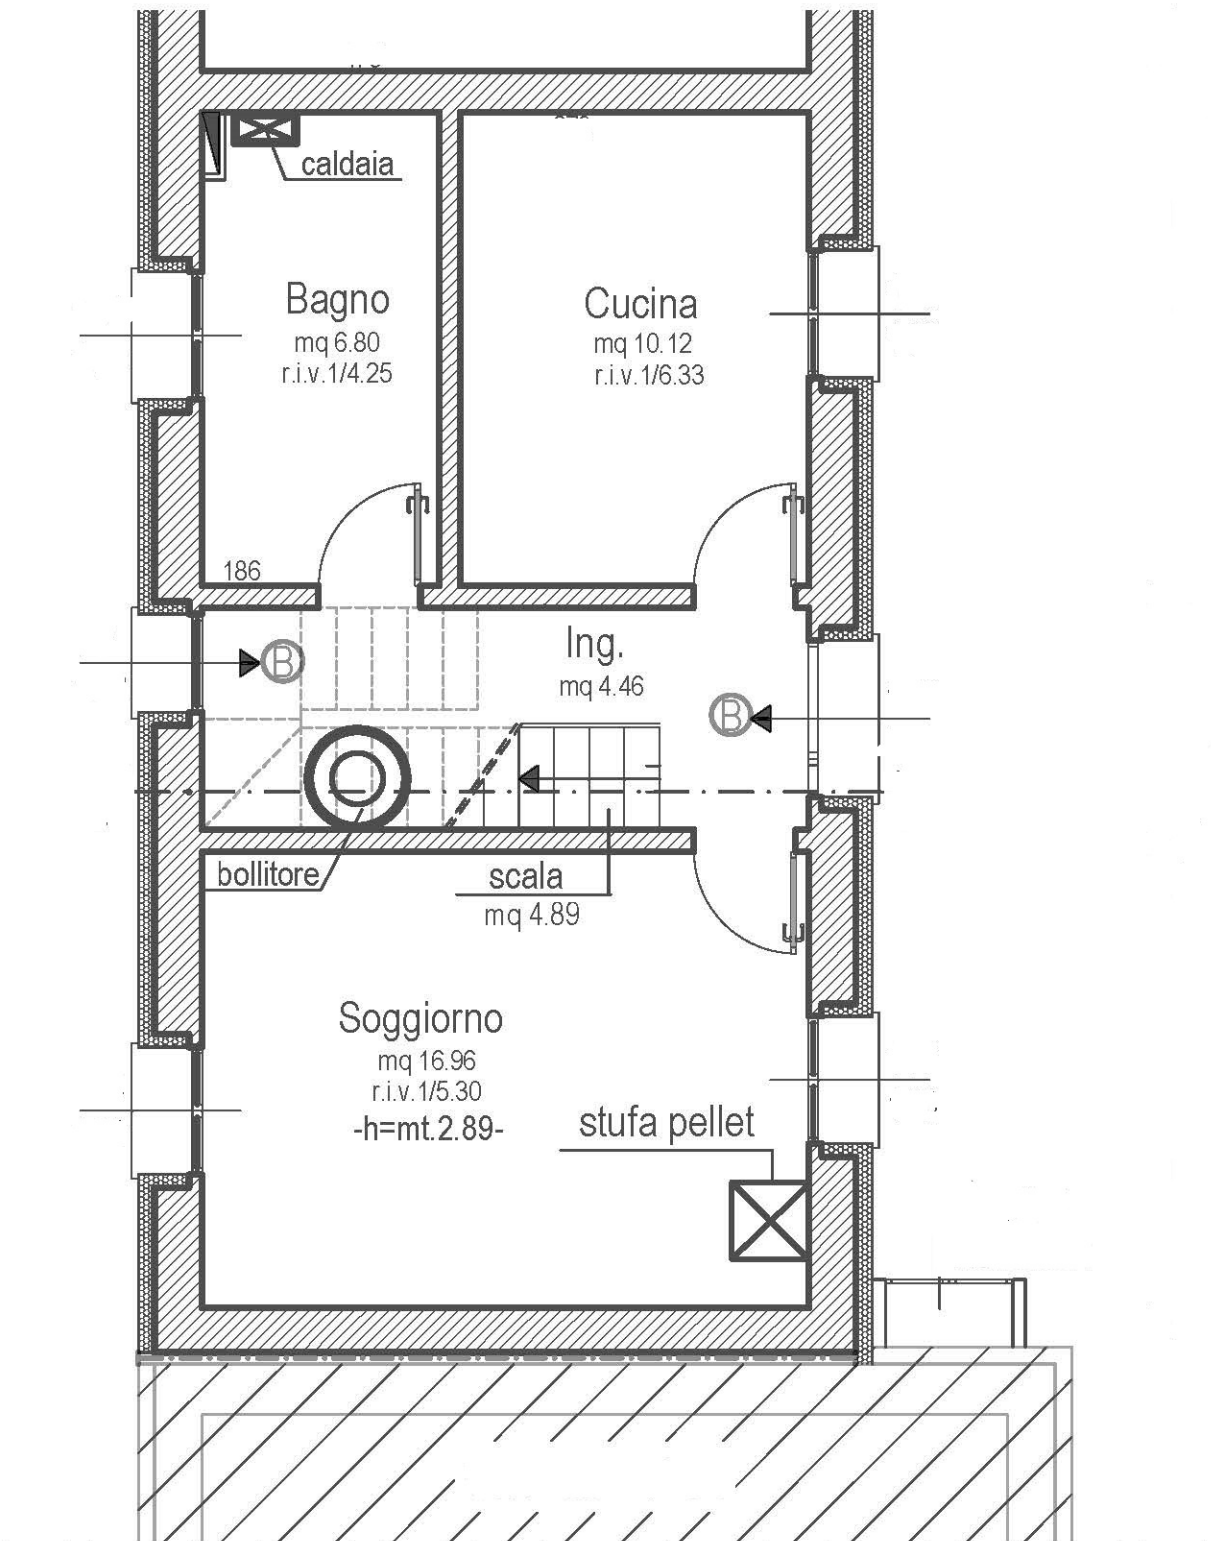 caldaia
Bagno
mq 6.80
r.i.v.1/4.25
Cucina
mq 10.12
r.i.v.1/6.33
186
B
Ing.
mq 4.46
B
bollitore
scala
mq 4.89
Soggiorno
mq 16.96
r.i.v.1/5.30
-h=mt.2.89-
stufa pellet